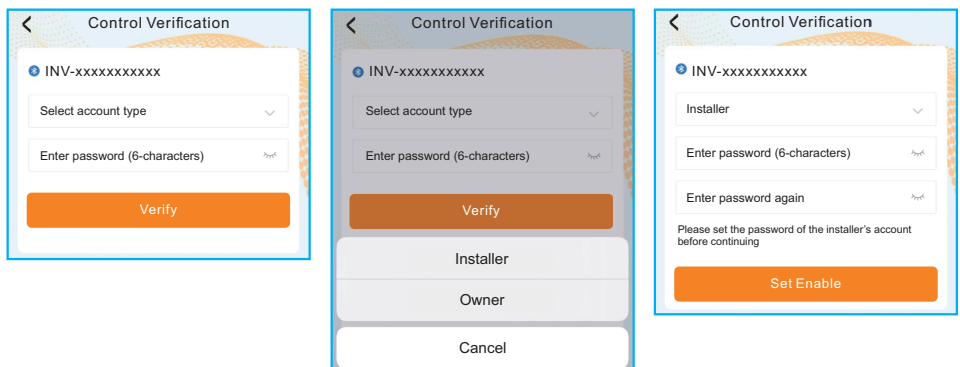 Control Verification
INV-xxxxxxxxxxx
Select account type
Enter password (6-characters)
Verify
Control Verification
INV-xxxxxxxxxxx
Select account type
Enter password (6-characters)
Verify
Installer
Owner
Cancel
Control Verification
INV-xxxxxxxxxxx
Installer
Enter password (6-characters)
Enter password again
Please set the password of the installer's account
before continuing
Set Enable